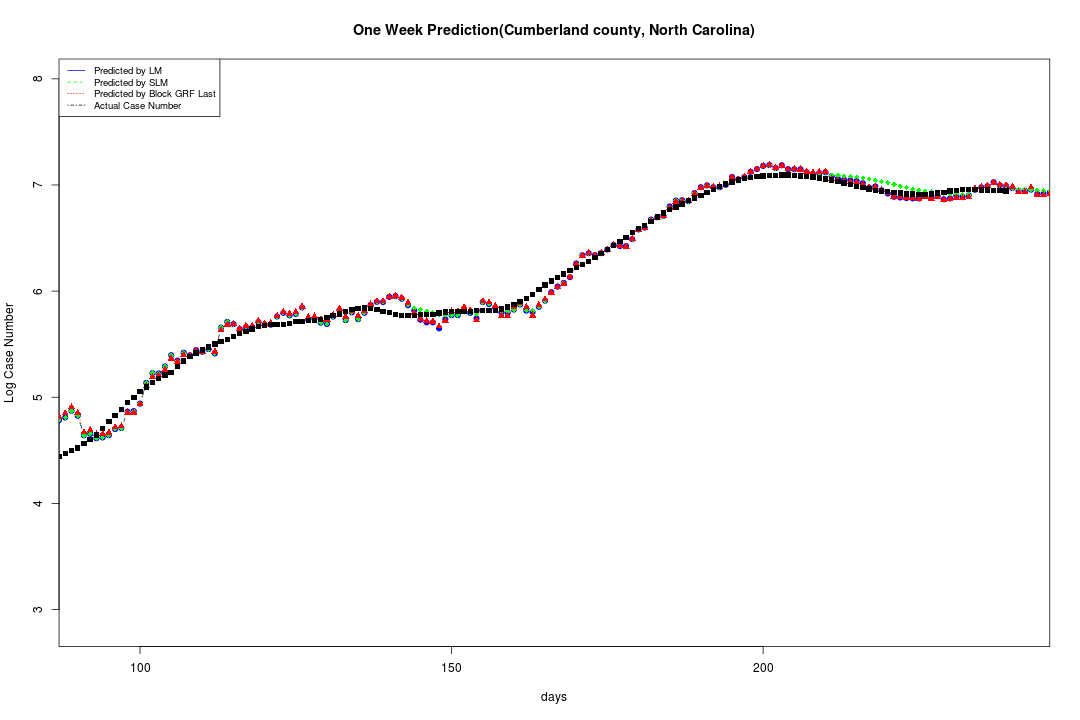 One Week Prediction(Cumberland county, North Carolina)
Predicted by LM
Predicted by SLM
Predicted by Block GRF Last
Actual Case Number
8
7
6
5
4
3
Log Case Number
100 150 200
days